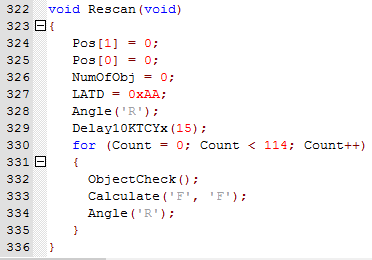 322 void Rescan(void)
323 {
324 Pos[1] = 0;
325 Pos[0] = 0;
326 NumOfObj = 0;
327 LATD = 0xAA;
328 Angle('R');
329 Delay10KTCYx(15);
330 for (Count = 0; Count < 114; Count++)
331 {
332 ObjectCheck();
333 Calculate('F', 'F');
334 Angle('R');
335 }
336 }